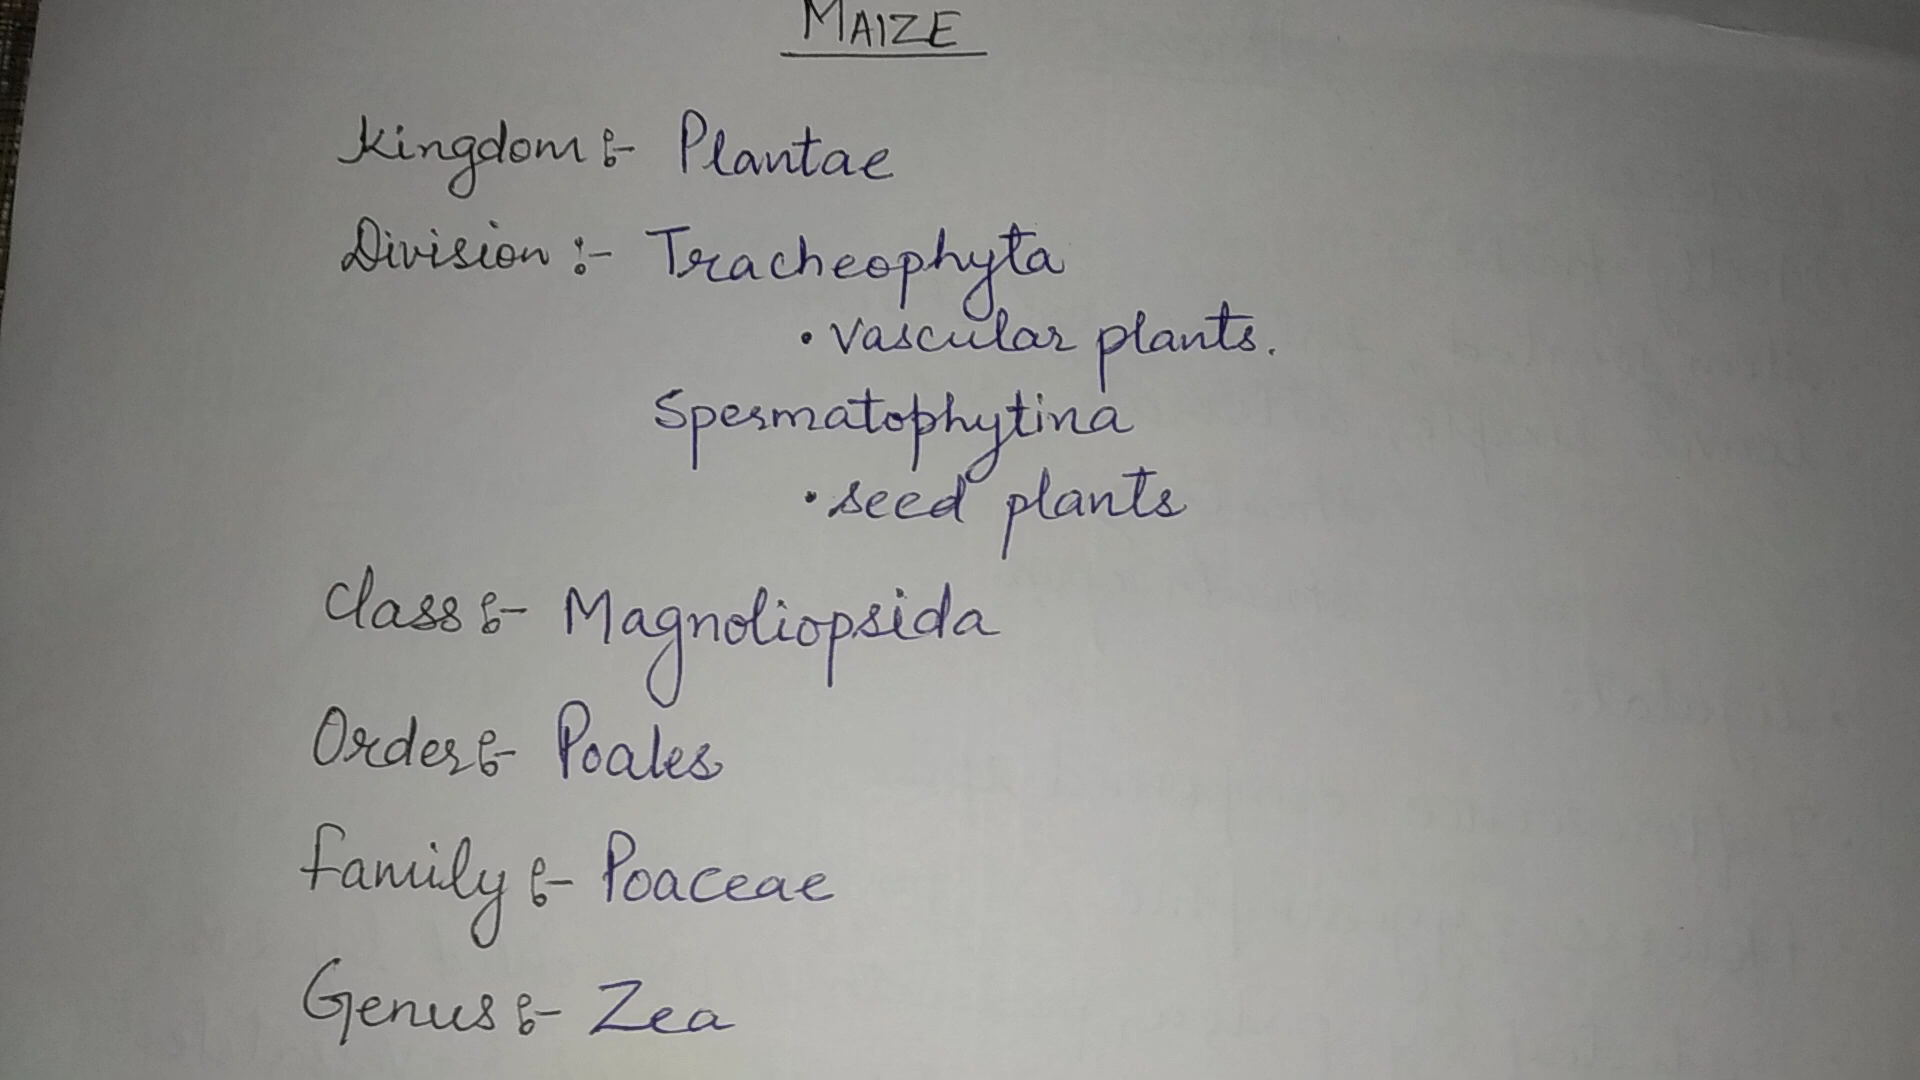 MAIZE
Kingdom :- Plantae
Division :- Tracheophyta
• vascular plants.
Spermatophytina
• seed plants
Class :- Magnoliopsida
Order :- Poales
Family :- Poaceae
Genus :- Zea